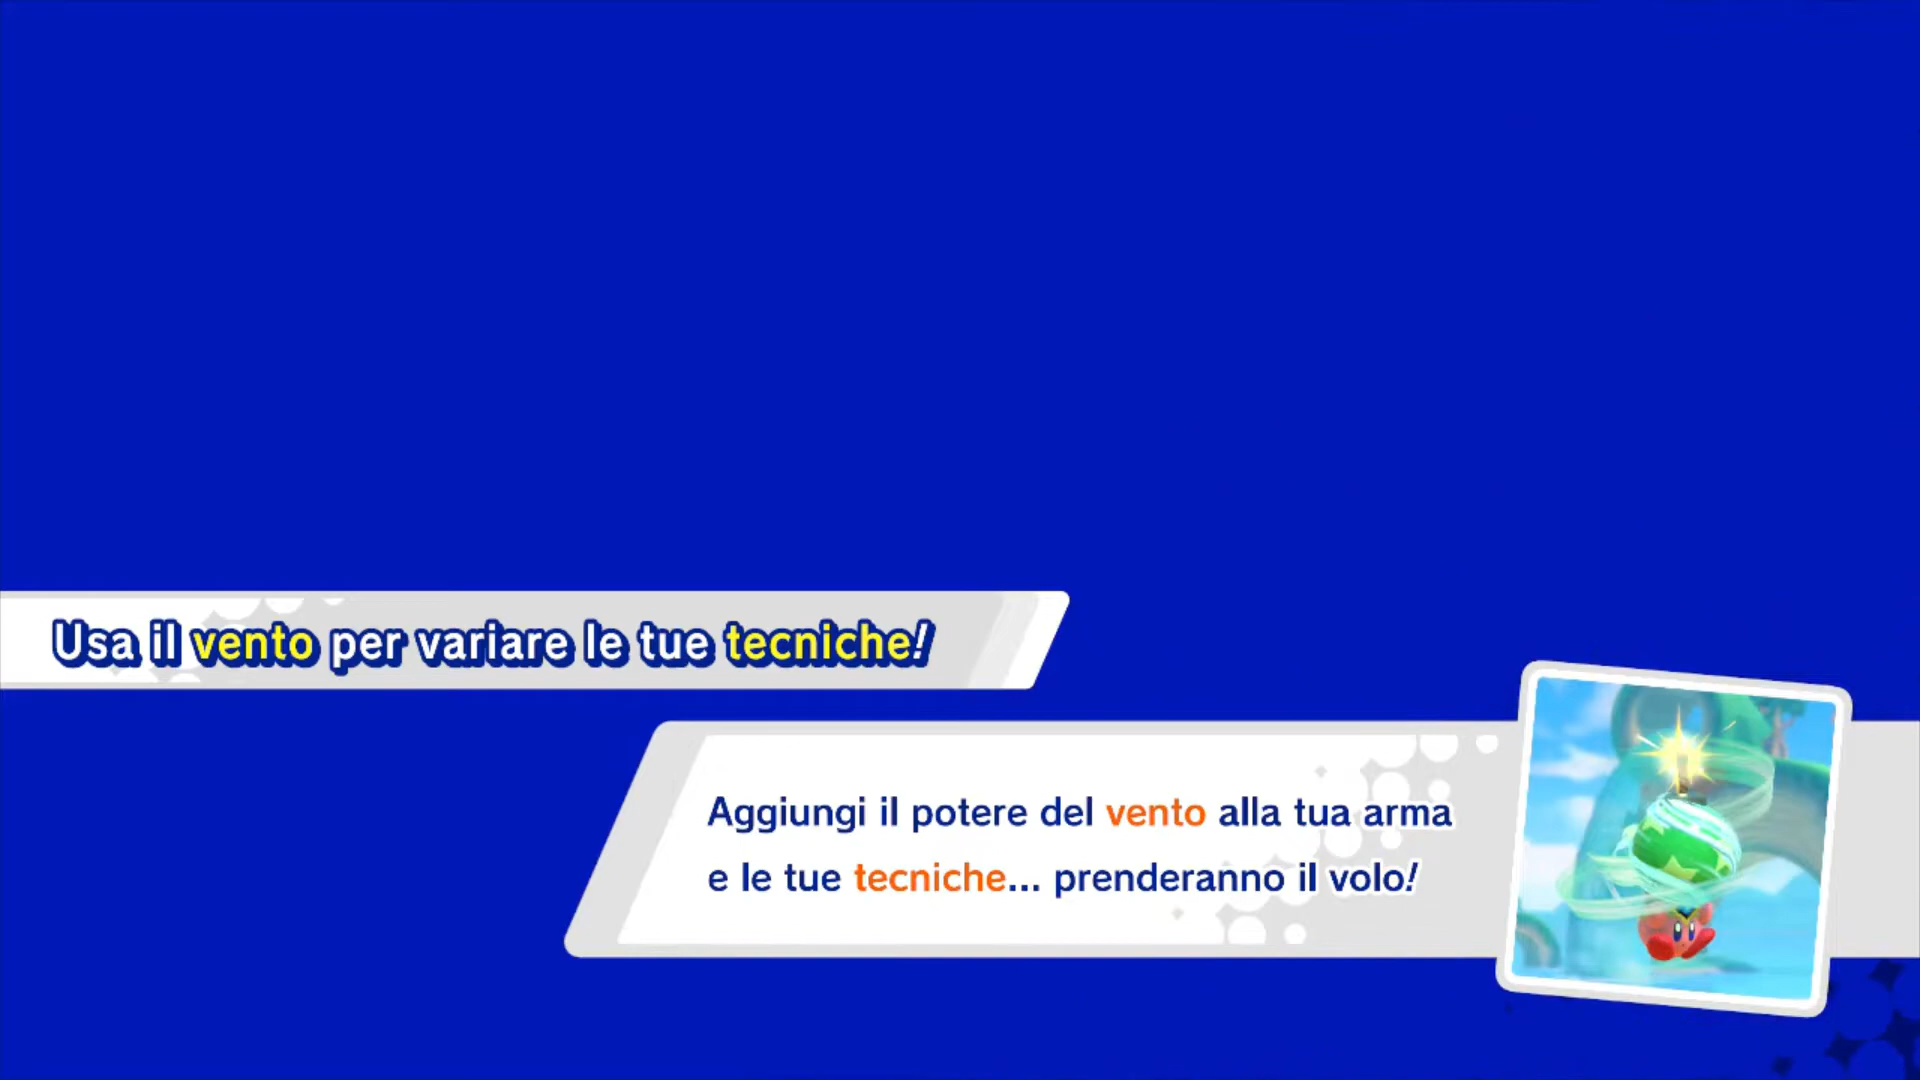 Usa il vento per variare le tue tecniche!
Aggiungi il potere del vento alla tua arma
e le tue tecniche... prenderanno il volo!